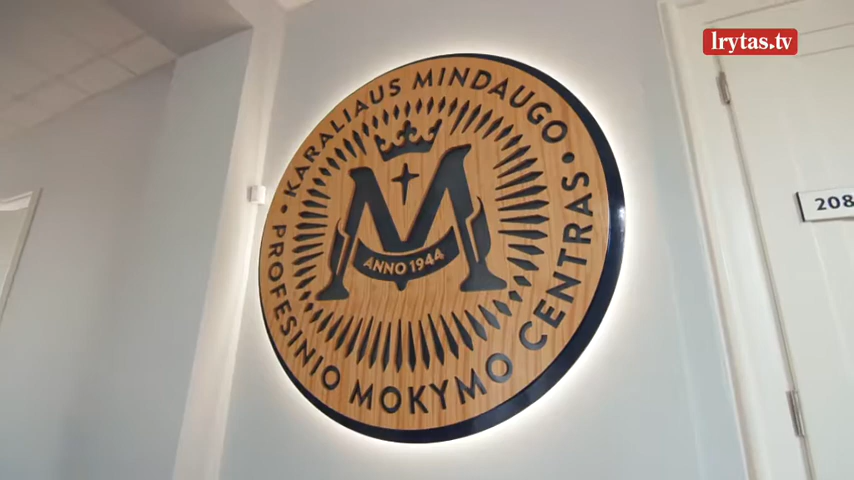 lrytas.tv
KARALIAUS MINDAUGO
PROFESINIO MOKYMO CENTRAS
M
ANNO 1944
208